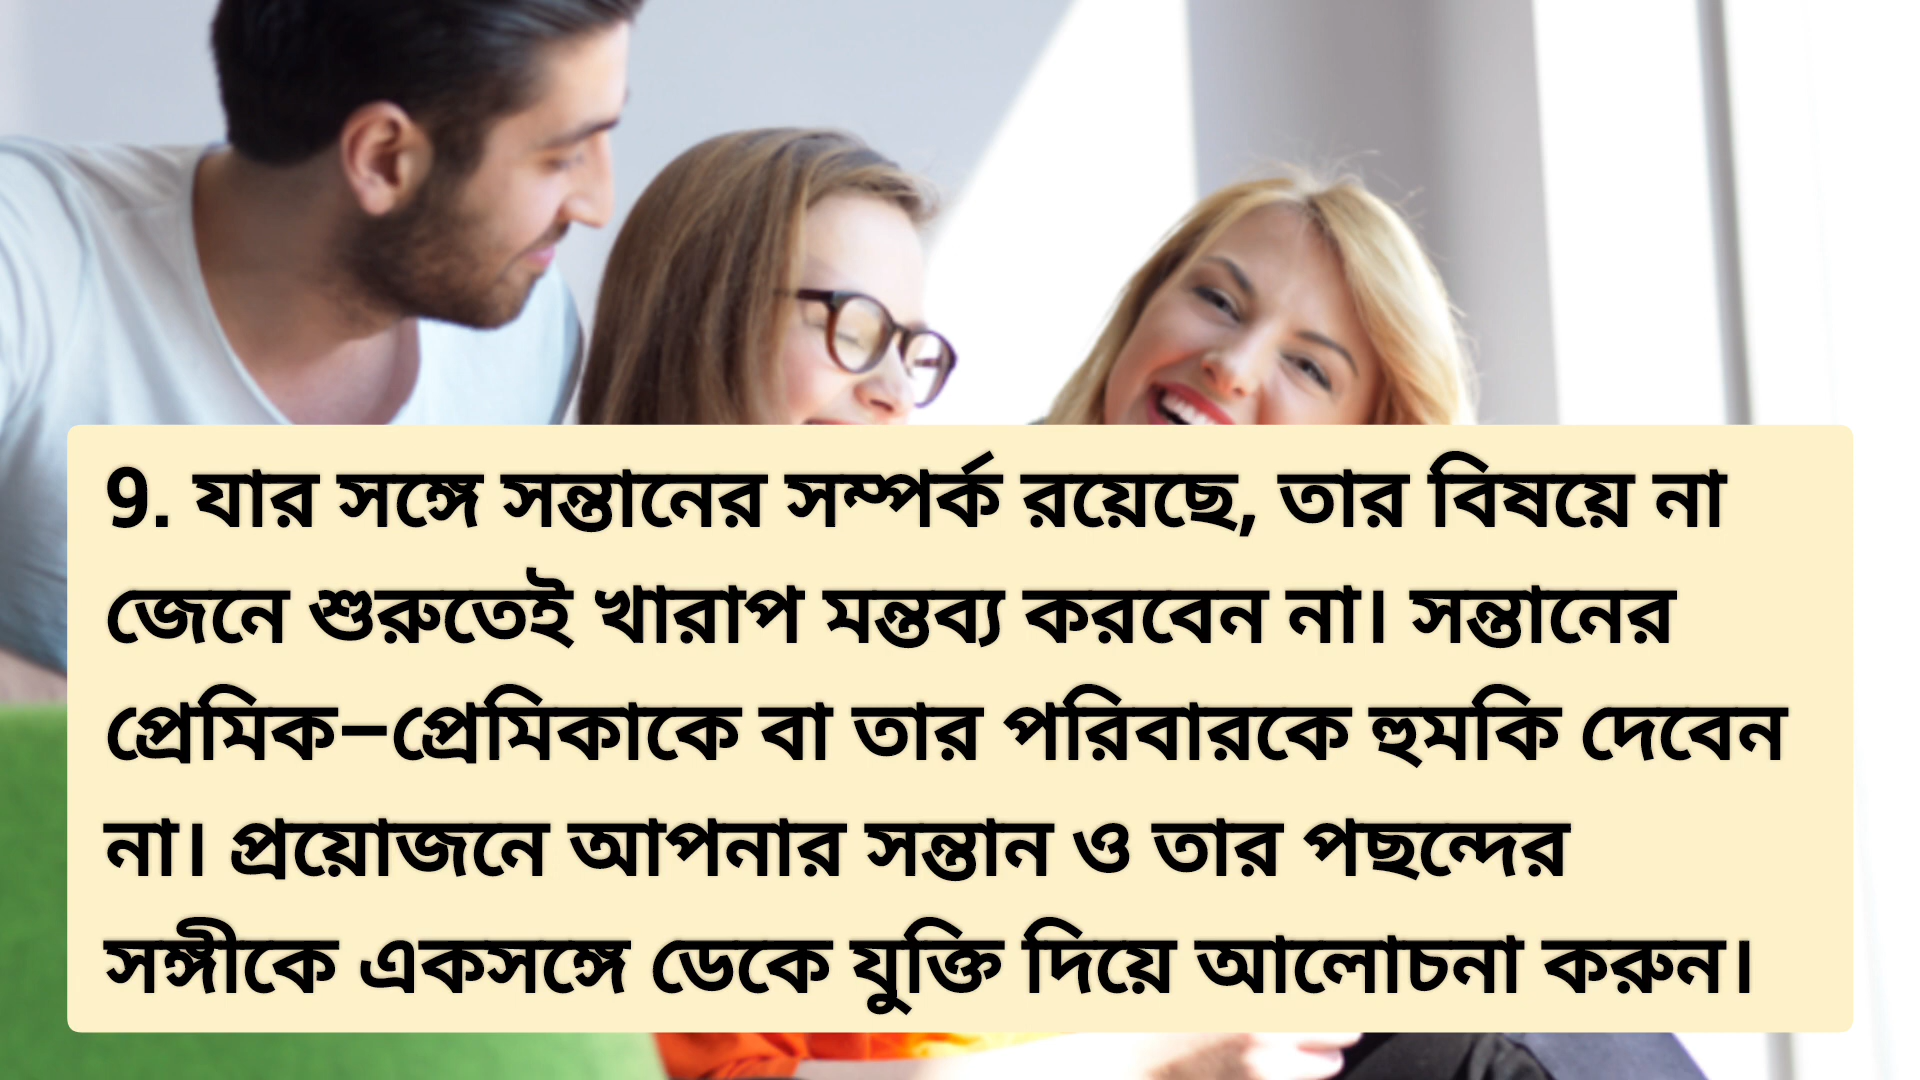 9. যার সঙ্গে সন্তানের সম্পর্ক রয়েছে, তার বিষয়ে না
জেনে শুরুতেই খারাপ মন্তব্য করবেন না। সন্তানের
প্রেমিক–প্রেমিকাকে বা তার পরিবারকে হুমকি দেবেন
না। প্রয়োজনে আপনার সন্তান ও তার পছন্দের
সঙ্গীকে একসঙ্গে ডেকে যুক্তি দিয়ে আলোচনা করুন।